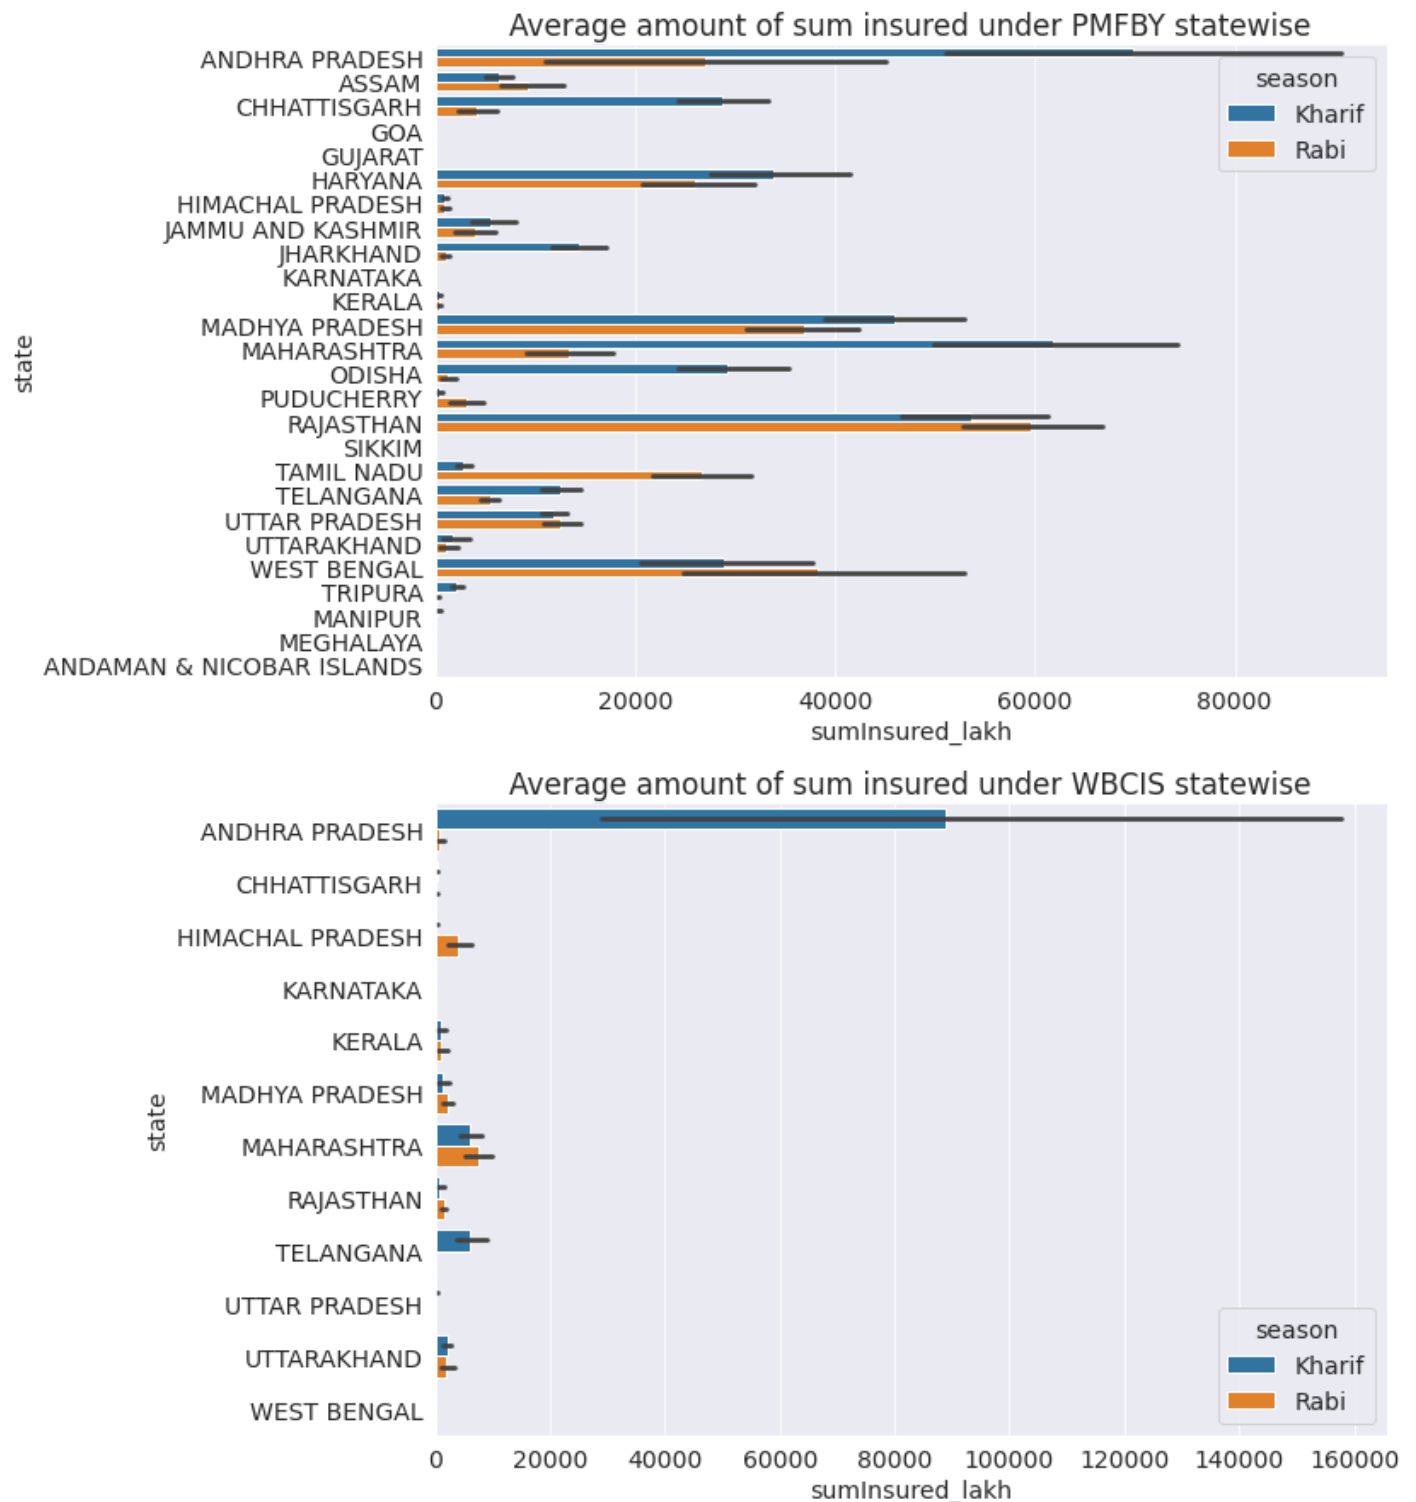 Average amount of sum insured under PMFBY statewise
ANDHRA PRADESH
ASSAM
CHHATTISGARH
GOA
GUJARAT
HARYANA
HIMACHAL PRADESH
JAMMU AND KASHMIR
JHARKHAND
KARNATAKA
KERALA
MADHYA PRADESH
MAHARASHTRA
ODISHA
PUDUCHERRY
RAJASTHAN
SIKKIM
TAMIL NADU
TELANGANA
UTTAR PRADESH
UTTARAKHAND
WEST BENGAL
TRIPURA
MANIPUR
MEGHALAYA
ANDAMAN & NICOBAR ISLANDS
state
season
Kharif
Rabi
0 20000 40000 60000 80000
sumInsured_lakh
Average amount of sum insured under WBCIS statewise
ANDHRA PRADESH
CHHATTISGARH
HIMACHAL PRADESH
KARNATAKA
KERALA
MADHYA PRADESH
MAHARASHTRA
RAJASTHAN
TELANGANA
UTTAR PRADESH
UTTARAKHAND
WEST BENGAL
state
season
Kharif
Rabi
0 20000 40000 60000 80000 100000 120000 140000 160000
sumInsured_lakh